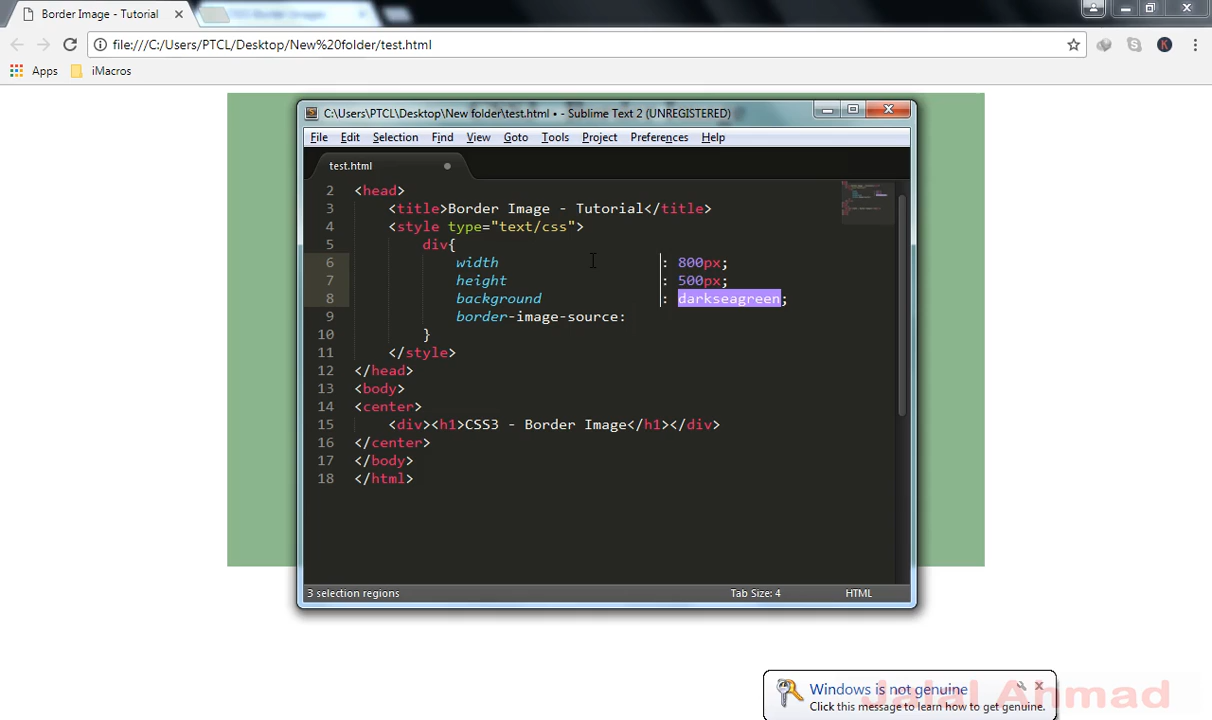 Border Image - Tutorial
file:///C:/Users/PTCL/Desktop/New%20folder/test.html
Apps
iMacros
C:\Users\PTCL\Desktop\New folder\test.html • - Sublime Text 2 (UNREGISTERED)
File Edit Selection Find View Goto Tools Project Preferences Help
test.html
2 <head>
3 <title>Border Image - Tutorial</title>
4 <style type="text/css">
5 div{
6 width : 800px;
7 height : 500px;
8 background : darkseagreen;
9 border-image-source:
10 }
11 </style>
12 </head>
13 <body>
14 <center>
15 <div><h1>CSS3 - Border Image</h1></div>
16 </center>
17 </body>
18 </html>
3 selection regions
Tab Size: 4
HTML
Windows is not genuine
Click this message to learn how to get genuine.
Jalal Ahmad